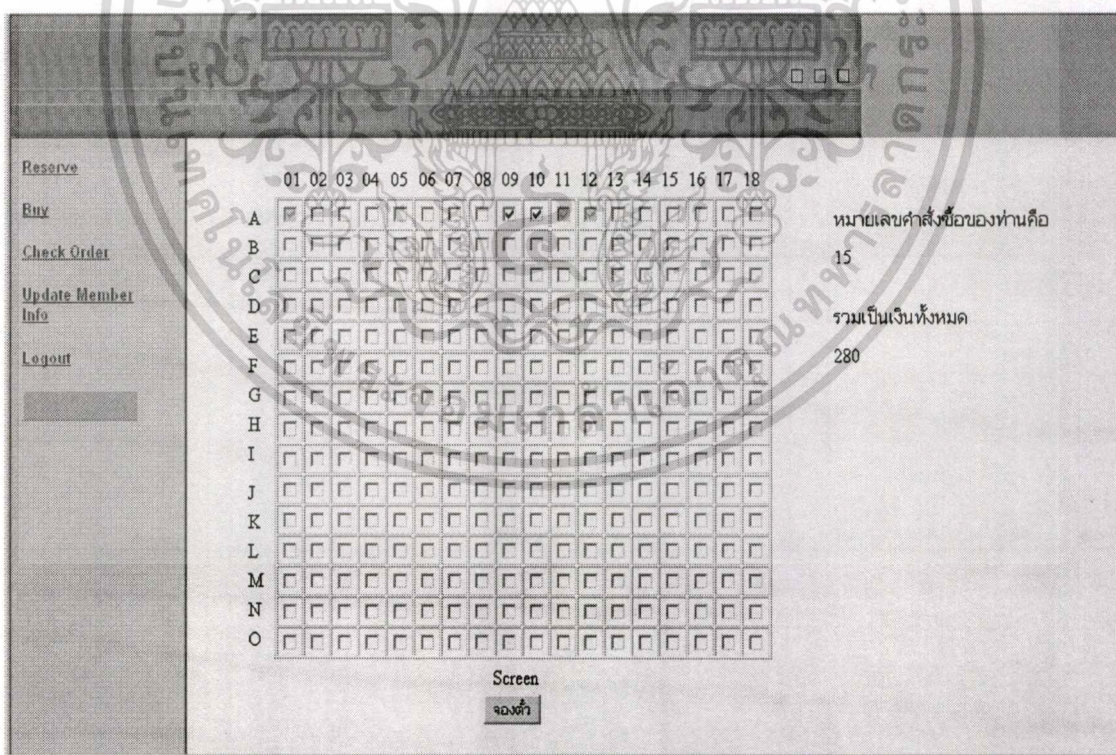 Reserve
Buy
Check Order
Update Member
Info
Logout
01 02 03 04 05 06 07 08 09 10 11 12 13 14 15 16 17 18
A
B
C
D
E
F
G
H
I
J
K
L
M
N
O
Screen
จองตั๋ว
หมายเลขคำสั่งซื้อของท่านคือ
15
รวมเป็นเงินทั้งหมด
280